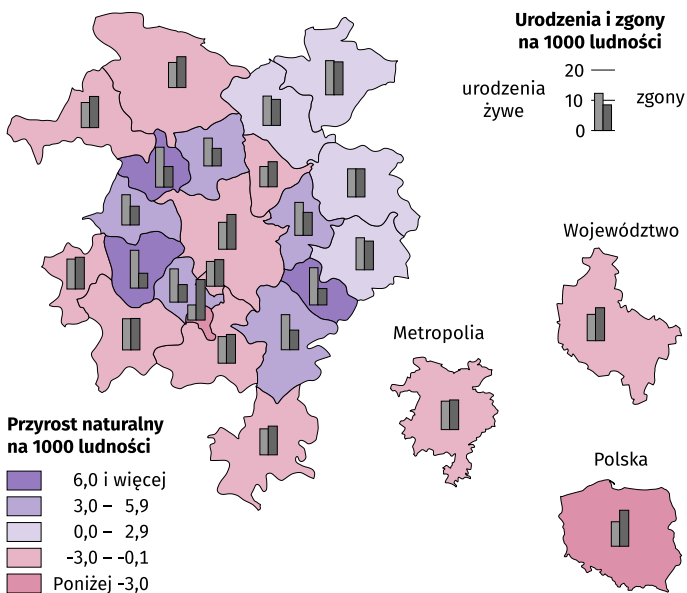 Urodzenia i zgony
na 1000 ludności
20
10
0
urodzenia
żywe
zgony
Województwo
Metropolia
Polska
Przyrost naturalny
na 1000 ludności
6,0 i więcej
3,0 – 5,9
0,0 – 2,9
-3,0 – -0,1
Poniżej -3,0